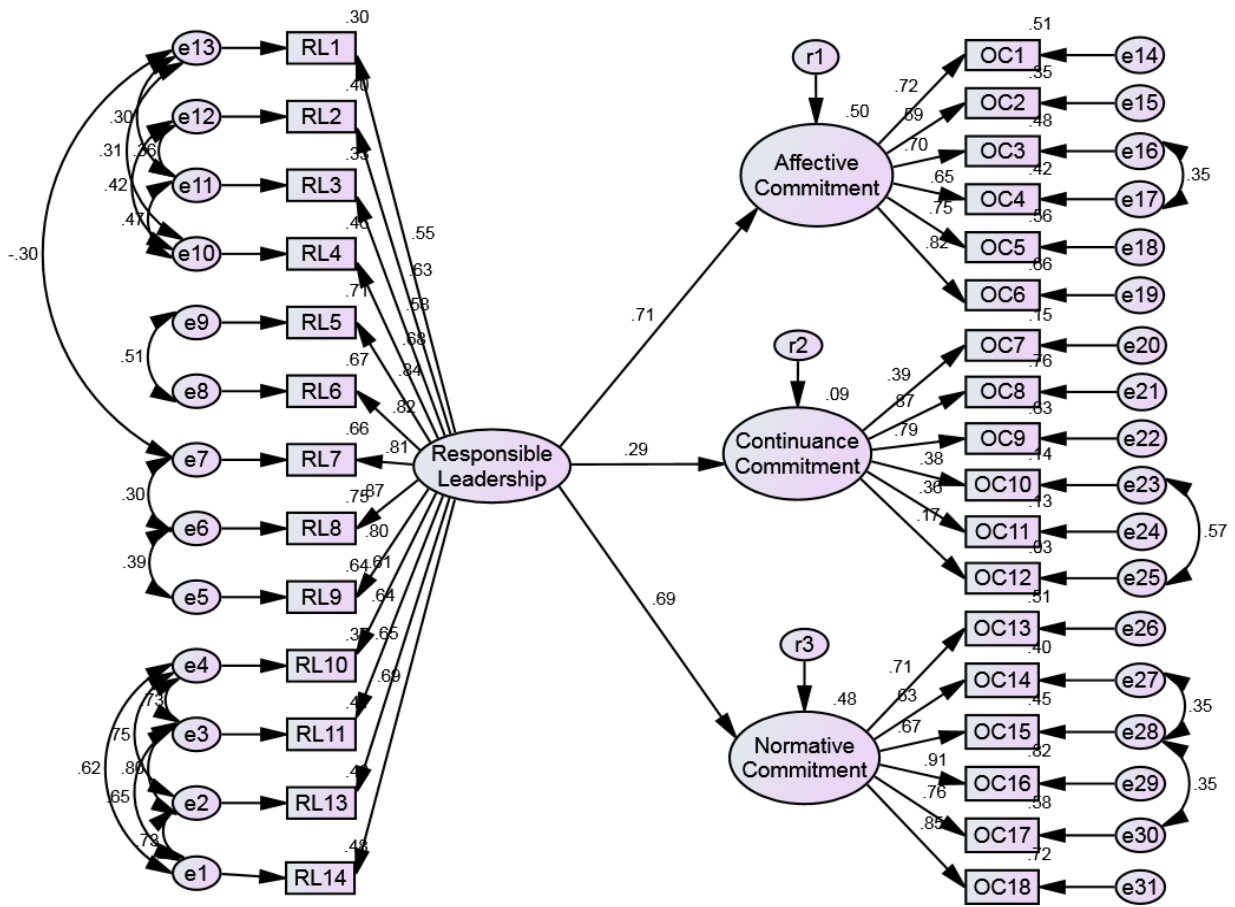 .30
e13
RL1
.40
e12
RL2
.30
.31
.36
.33
e11
RL3
.42
.47
.46
e10
RL4
-.30
.71
e9
RL5
.51
.67
e8
RL6
.66
e7
RL7
.30
.75
e6
RL8
.39
.64
e5
RL9
e4
RL10
.73
.75
e3
RL11
.62
.65
e2
RL13
.73
.48
e1
RL14
.55
.63
.68
.84
.82
.81
.87
.80
.61
.64
.65
.69
Responsible
Leadership
.71
.29
.69
r1
.50
Affective
Commitment
.72
.59
.70
.65
.75
.82
.51
OC1
e14
.35
OC2
e15
.48
OC3
e16
.42
OC4
e17
.35
.56
OC5
e18
.66
OC6
e19
r2
.09
Continuance
Commitment
.39
.87
.79
.38
.36
.17
.15
OC7
e20
.76
OC8
e21
.63
OC9
e22
.14
OC10
e23
.13
OC11
e24
.57
.03
OC12
e25
r3
.48
Normative
Commitment
.71
.63
.67
.91
.76
.85
.51
OC13
e26
.40
OC14
e27
.35
.45
OC15
e28
.82
OC16
e29
.35
.58
OC17
e30
.72
OC18
e31